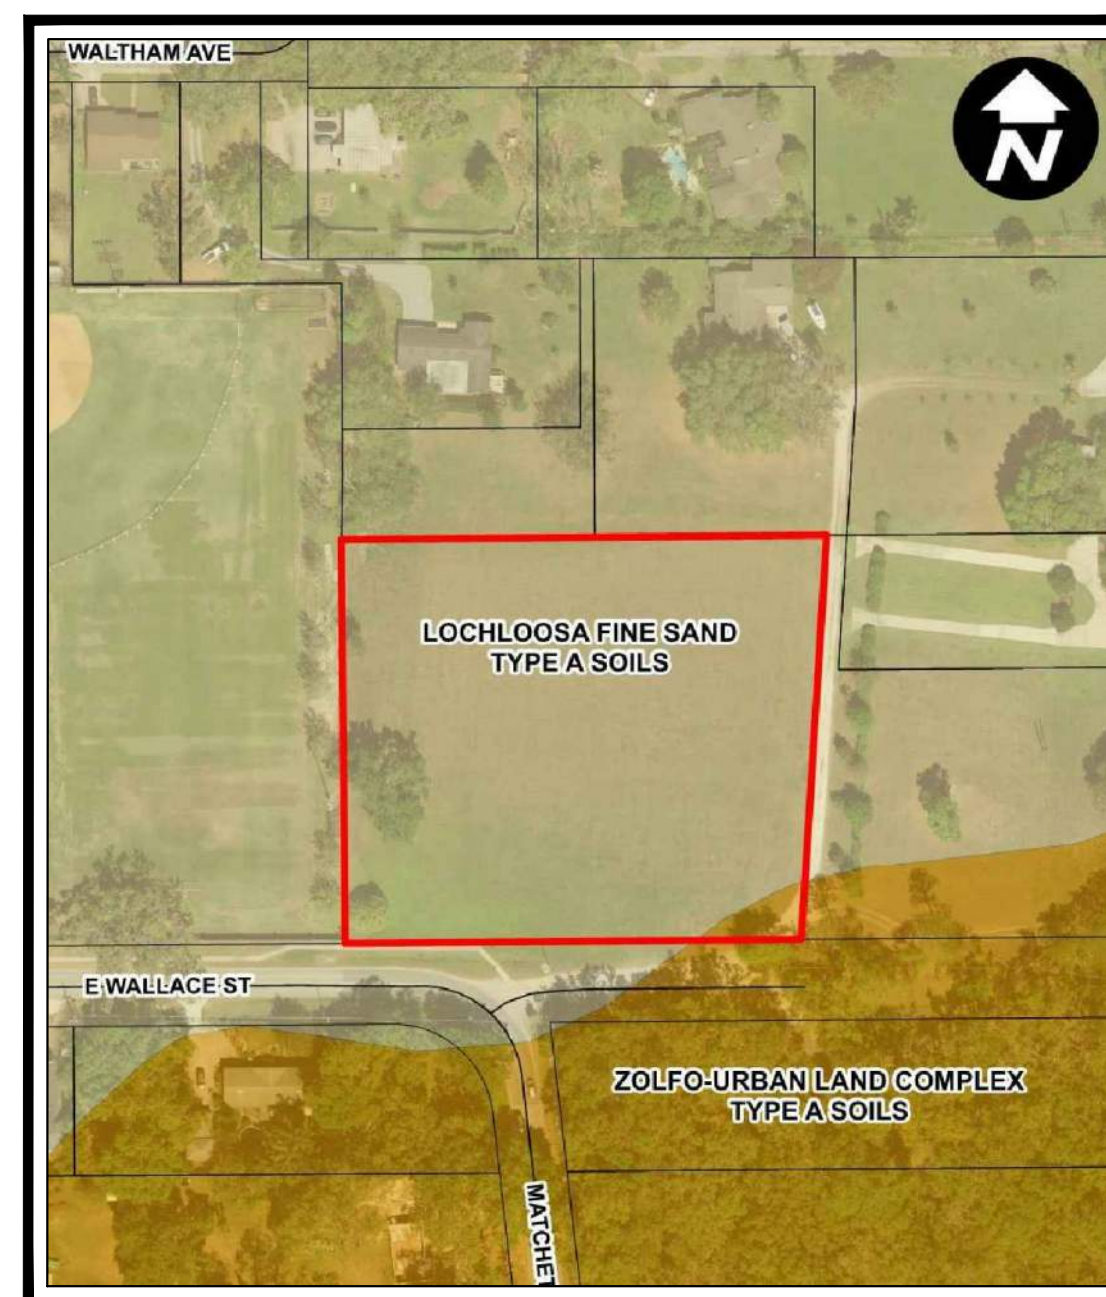 WALTHAM AVE
N
LOCHLOOSA FINE SAND
TYPE A SOILS
E WALLACE ST
ZOLFO-URBAN LAND COMPLEX
TYPE A SOILS